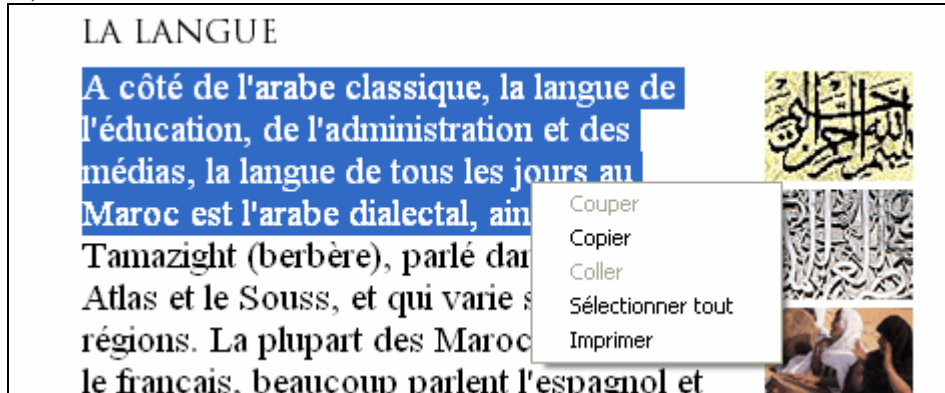 LA LANGUE
A côté de l'arabe classique, la langue de
l'éducation, de l'administration et des
médias, la langue de tous les jours au
Maroc est l'arabe dialectal,
Tamazight (berbère), parlé
Atlas et le Souss, et qui varie
régions. La plupart des
le français, beaucoup parlent l'espagnol et
Couper
Copier
Coller
Sélectionner tout
Imprimer